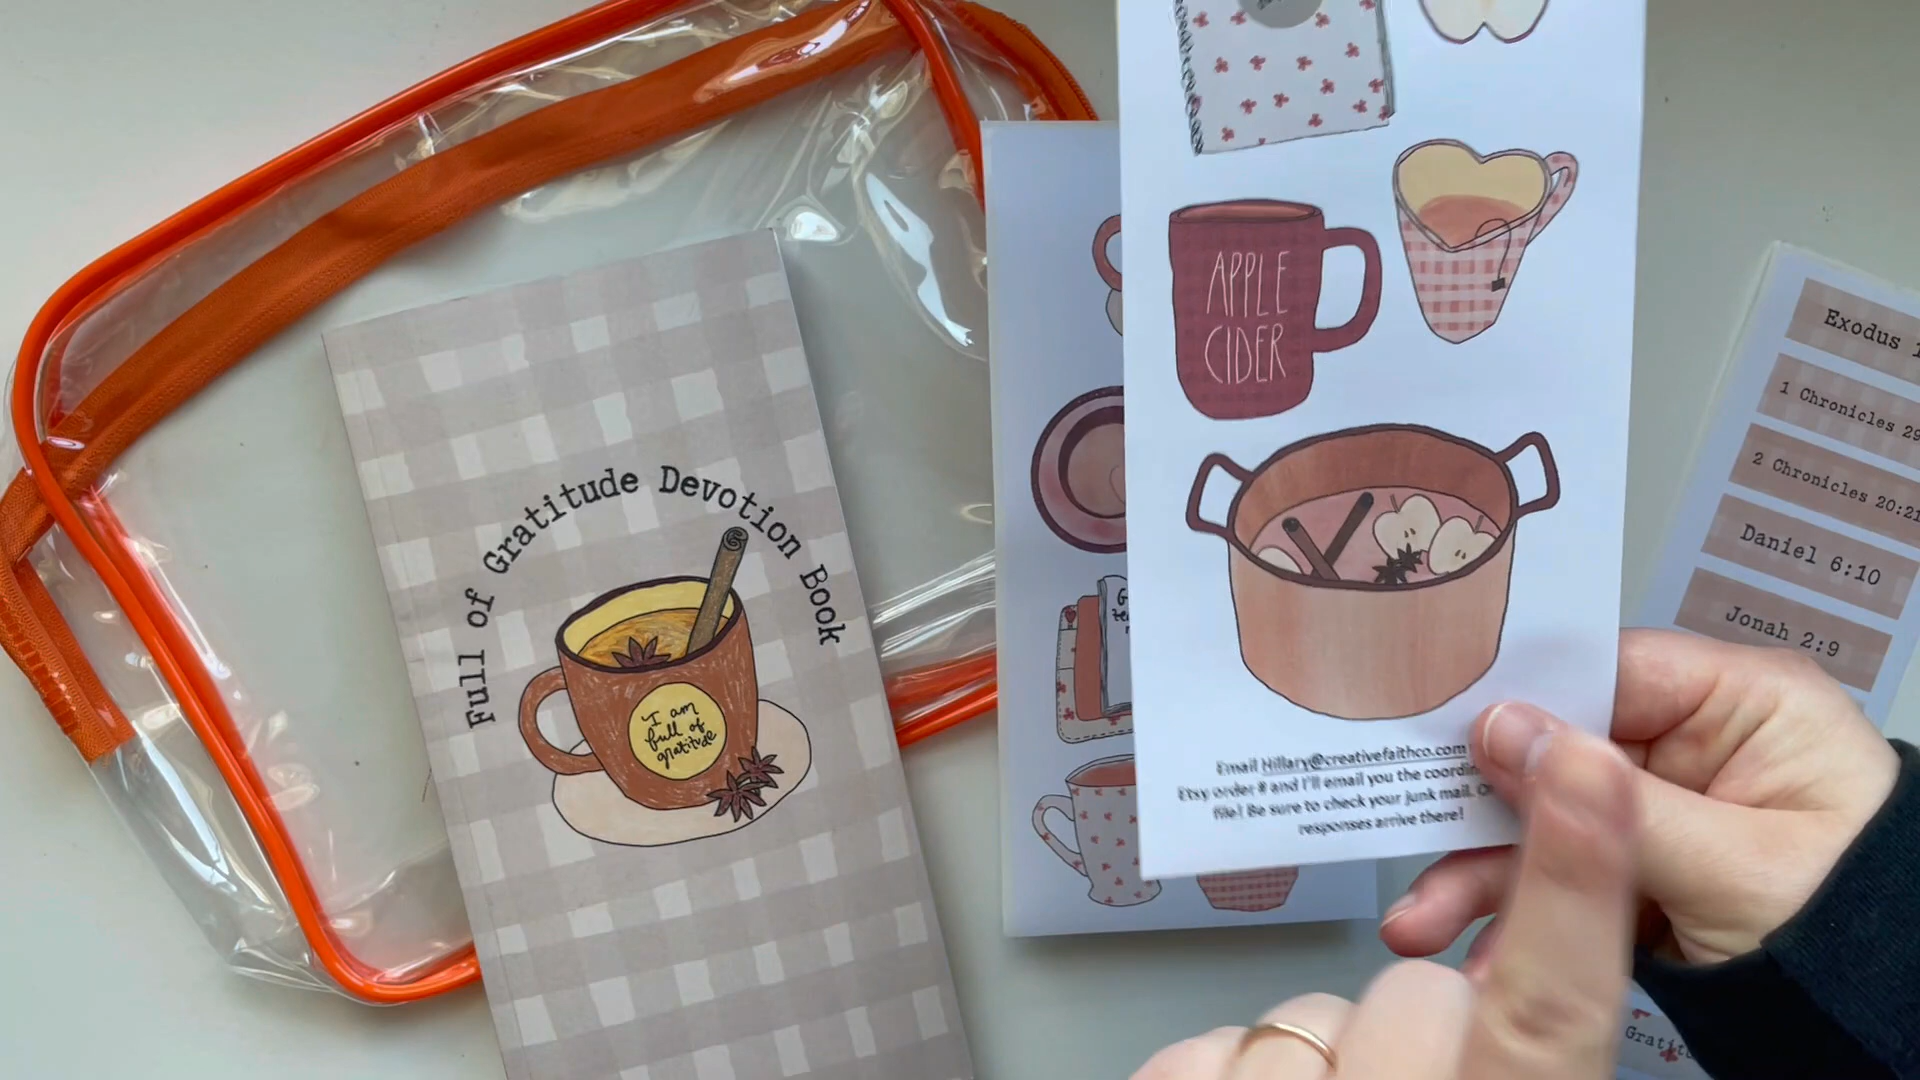 Full of Gratitude Devotion Book
I am
full of
gratitude
APPLE
CIDER
Email Hillary@creativefaithco.com
Etsy order # and I'll email you the
file! Be sure to check your junk mail.
responses arrive there!
Exodus
1 Chronicles 29
2 Chronicles 20:21
Daniel 6:10
Jonah 2:9